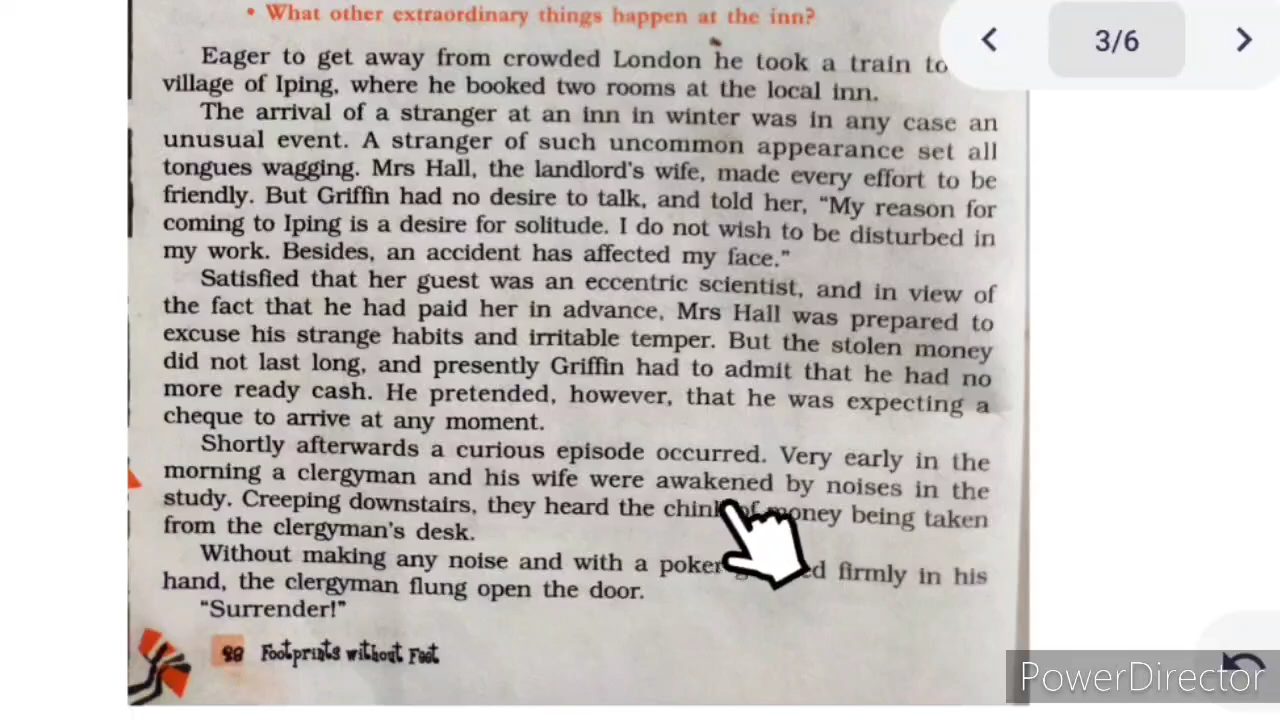 • What other extraordinary things happen at the inn?
3/6
Eager to get away from crowded London he took a train to
village of Iping, where he booked two rooms at the local inn.
The arrival of a stranger at an inn in winter was in any case an
unusual event. A stranger of such uncommon appearance set all
tongues wagging. Mrs Hall, the landlord's wife, made every effort to be
friendly. But Griffin had no desire to talk, and told her, “My reason for
coming to Iping is a desire for solitude. I do not wish to be disturbed in
my work. Besides, an accident has affected my face.”
Satisfied that her guest was an eccentric scientist, and in view of
the fact that he had paid her in advance, Mrs Hall was prepared to
excuse his strange habits and irritable temper. But the stolen money
did not last long, and presently Griffin had to admit that he had no
more ready cash. He pretended, however, that he was expecting a
cheque to arrive at any moment.
Shortly afterwards a curious episode occurred. Very early in the
morning a clergyman and his wife were awakened by noises in the
study. Creeping downstairs, they heard the chink of money being taken
from the clergyman's desk.
Without making any noise and with a poker firmly in his
hand, the clergyman flung open the door.
“Surrender!”
28 Footprints without Feet
PowerDirector